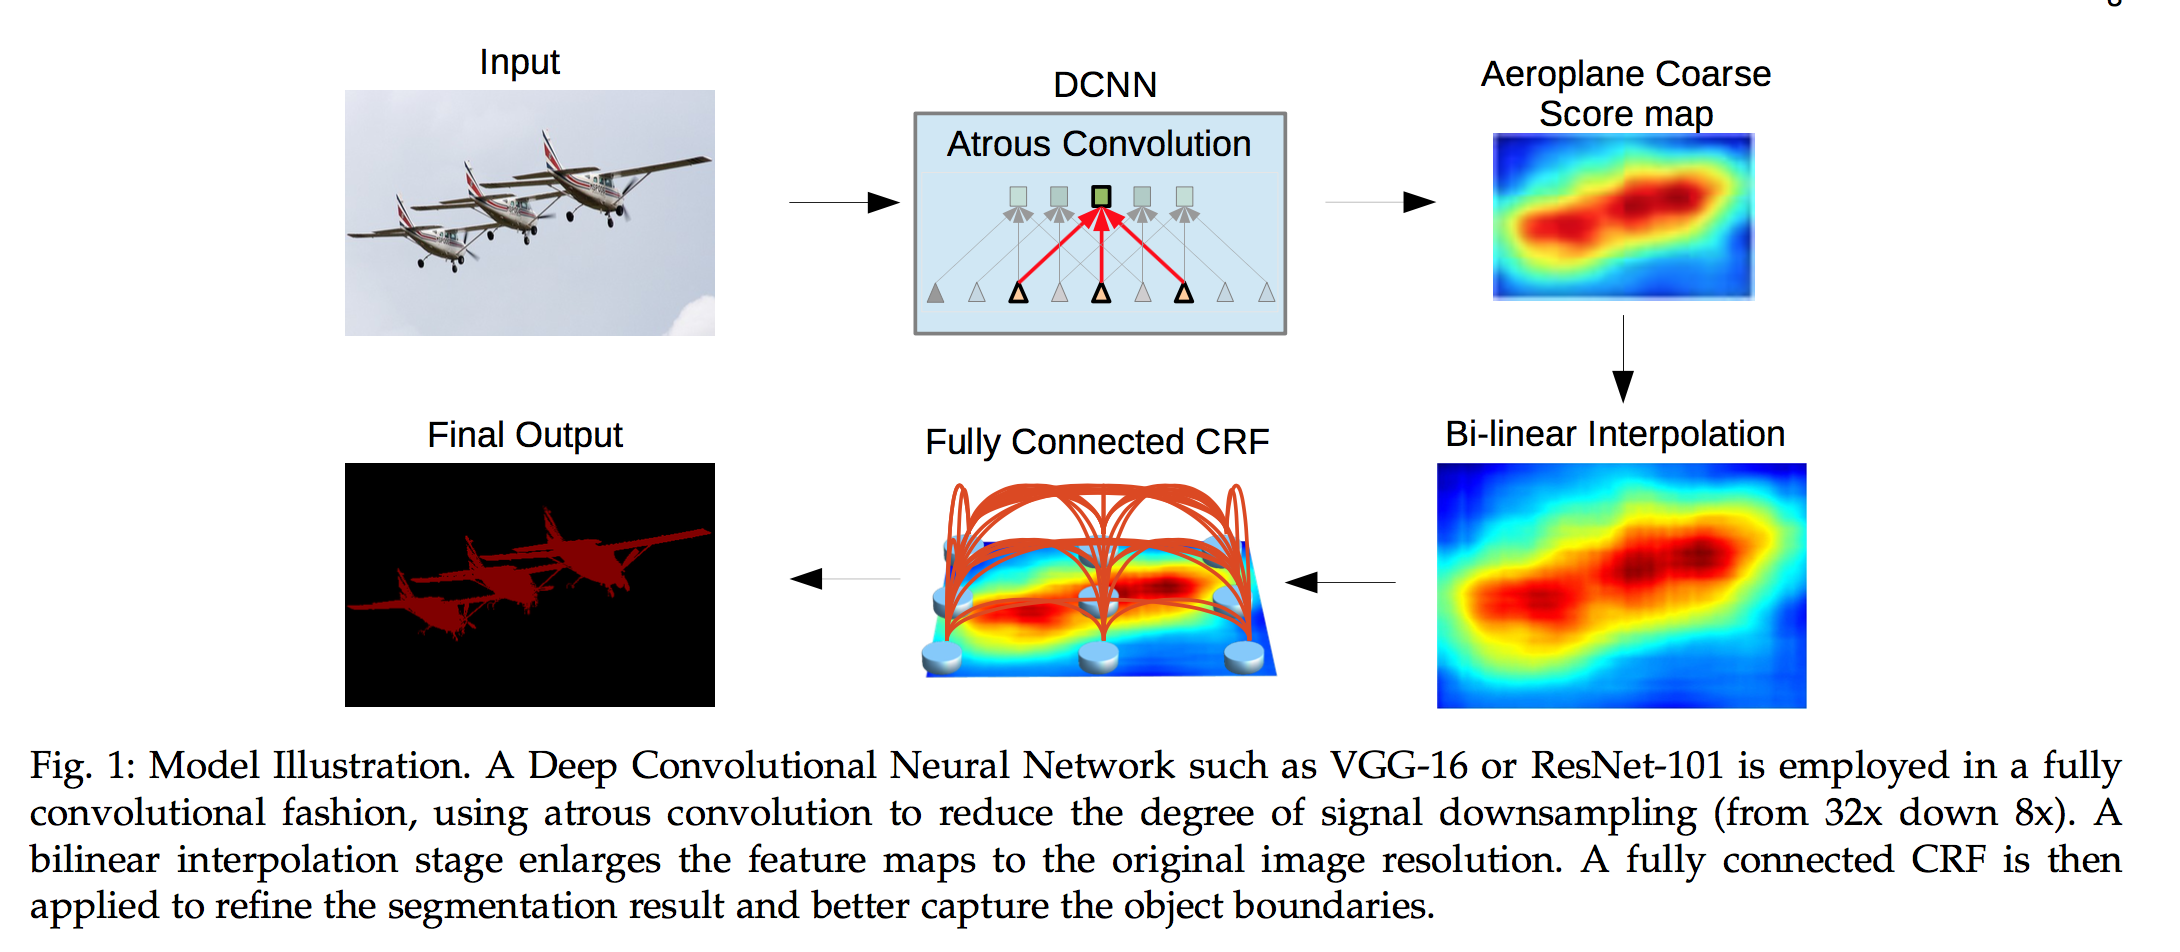 Input
DCNN
Aeroplane Coarse
Score map
Atrous Convolution
Final Output
Fully Connected CRF
Bi-linear Interpolation
Fig. 1: Model Illustration. A Deep Convolutional Neural Network such as VGG-16 or ResNet-101 is employed in a fully
convolutional fashion, using atrous convolution to reduce the degree of signal downsampling (from 32x down 8x). A
bilinear interpolation stage enlarges the feature maps to the original image resolution. A fully connected CRF is then
applied to refine the segmentation result and better capture the object boundaries.